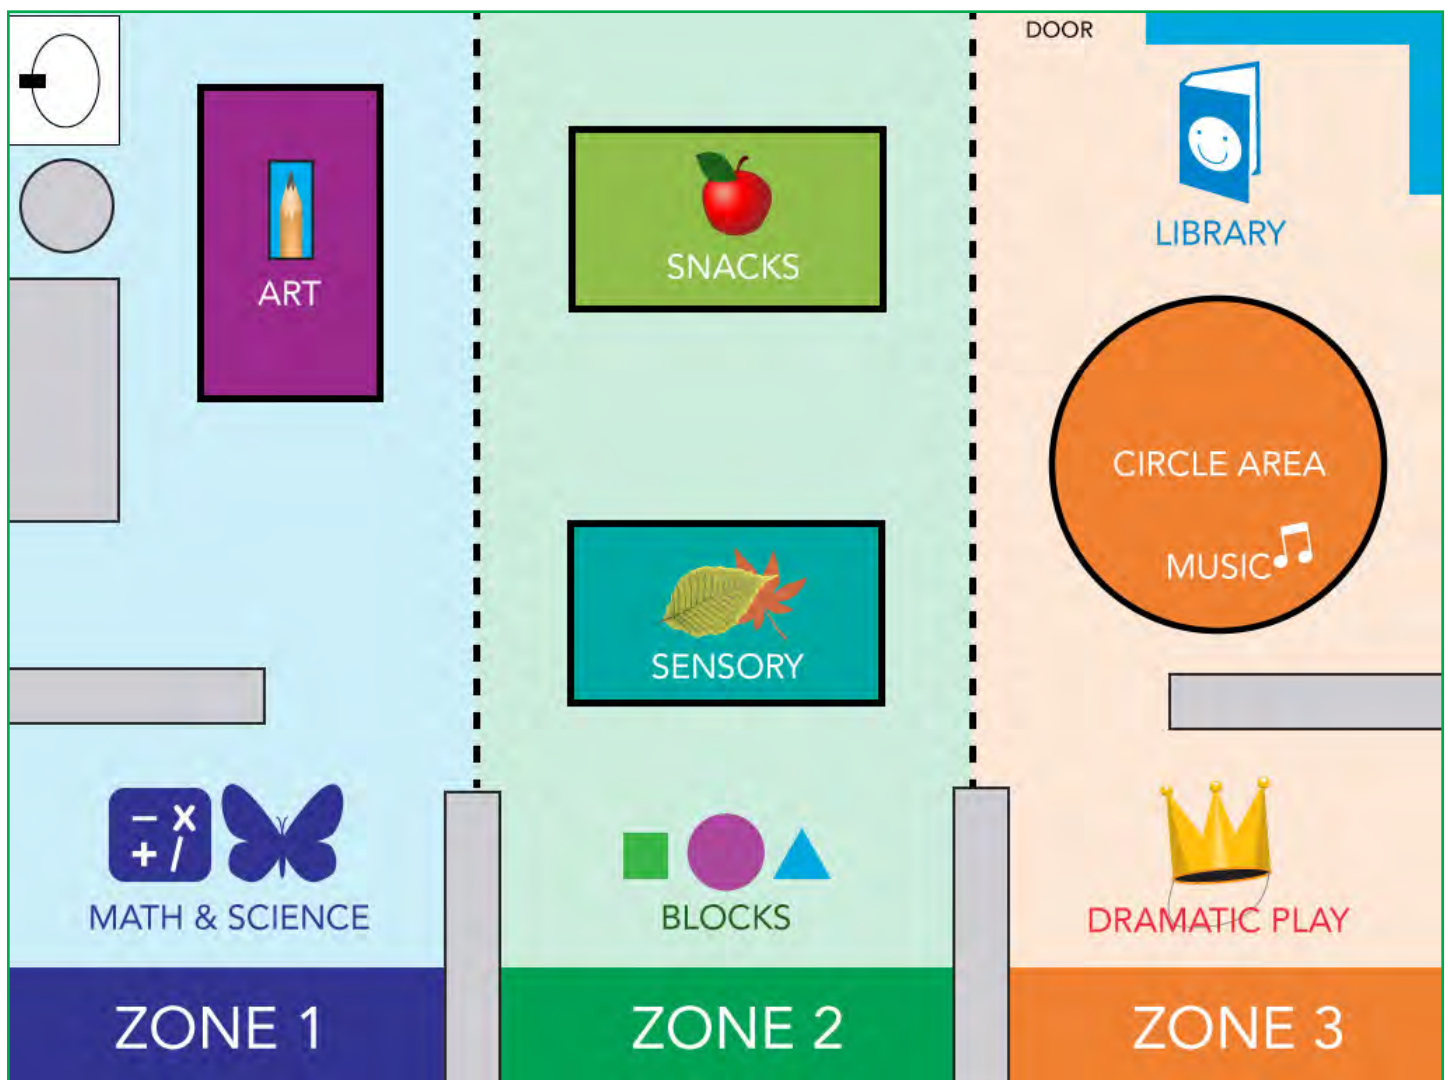 DOOR
ART
SNACKS
LIBRARY
CIRCLE AREA
MUSIC
SENSORY
− x
+ /
MATH & SCIENCE
BLOCKS
DRAMATIC PLAY
ZONE 1
ZONE 2
ZONE 3